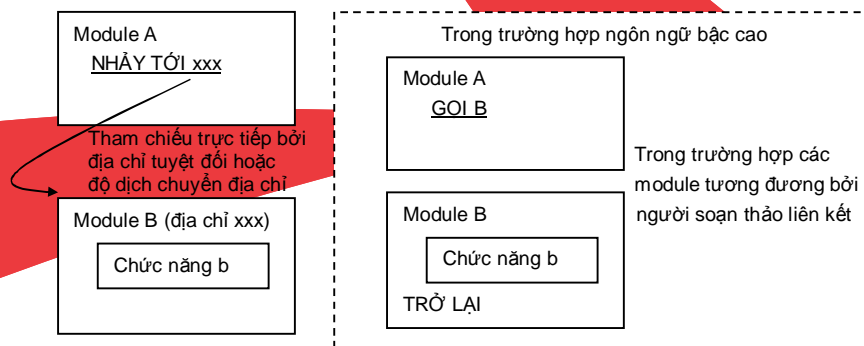 Module A
NHẢY TỚI xxx
Tham chiếu trực tiếp bởi
địa chỉ tuyệt đối hoặc
độ dịch chuyển địa chỉ
Module B (địa chỉ xxx)
Chức năng b
Trong trường hợp ngôn ngữ bậc cao
Module A
GOI B
Trong trường hợp các
module tương đương bởi
người soạn thảo liên kết
Module B
Chức năng b
TRỞ LẠI